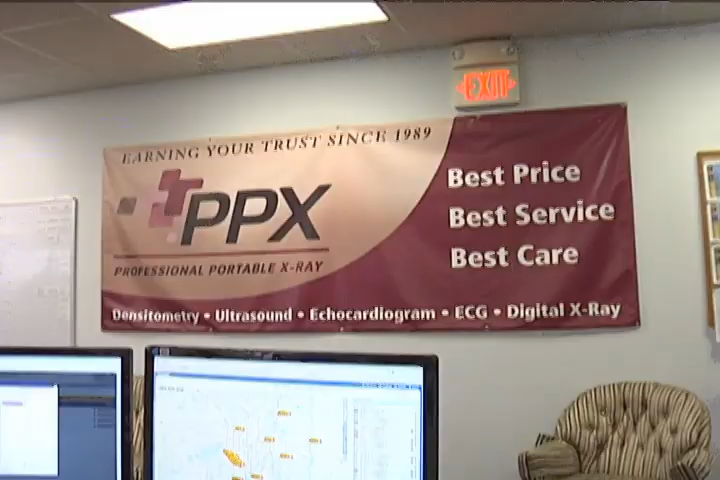 EXIT
EARNING YOUR TRUST SINCE 1989
PPX
PROFESSIONAL PORTABLE X-RAY
Best Price
Best Service
Best Care
Densitometry • Ultrasound • Echocardiogram • ECG • Digital X-Ray